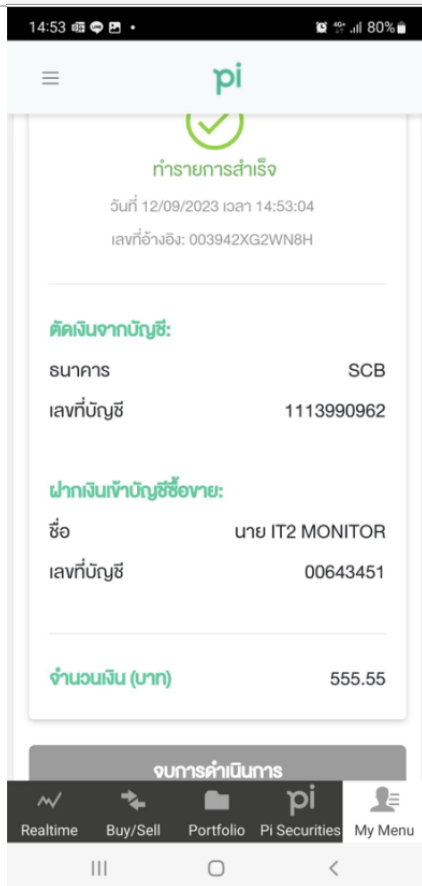 14:53
80%
pi
ทำรายการสำเร็จ
วันที่ 12/09/2023 เวลา 14:53:04
เลขที่อ้างอิง: 003942XG2WN8H
ตัดเงินจากบัญชี:
ธนาคาร SCB
เลขที่บัญชี 1113990962
ฝากเงินเข้าบัญชีซื้อขาย:
ชื่อ นาย IT2 MONITOR
เลขที่บัญชี 00643451
จำนวนเงิน (บาท) 555.55
จบการดำเนินการ
pi
Realtime Buy/Sell Portfolio Pi Securities My Menu